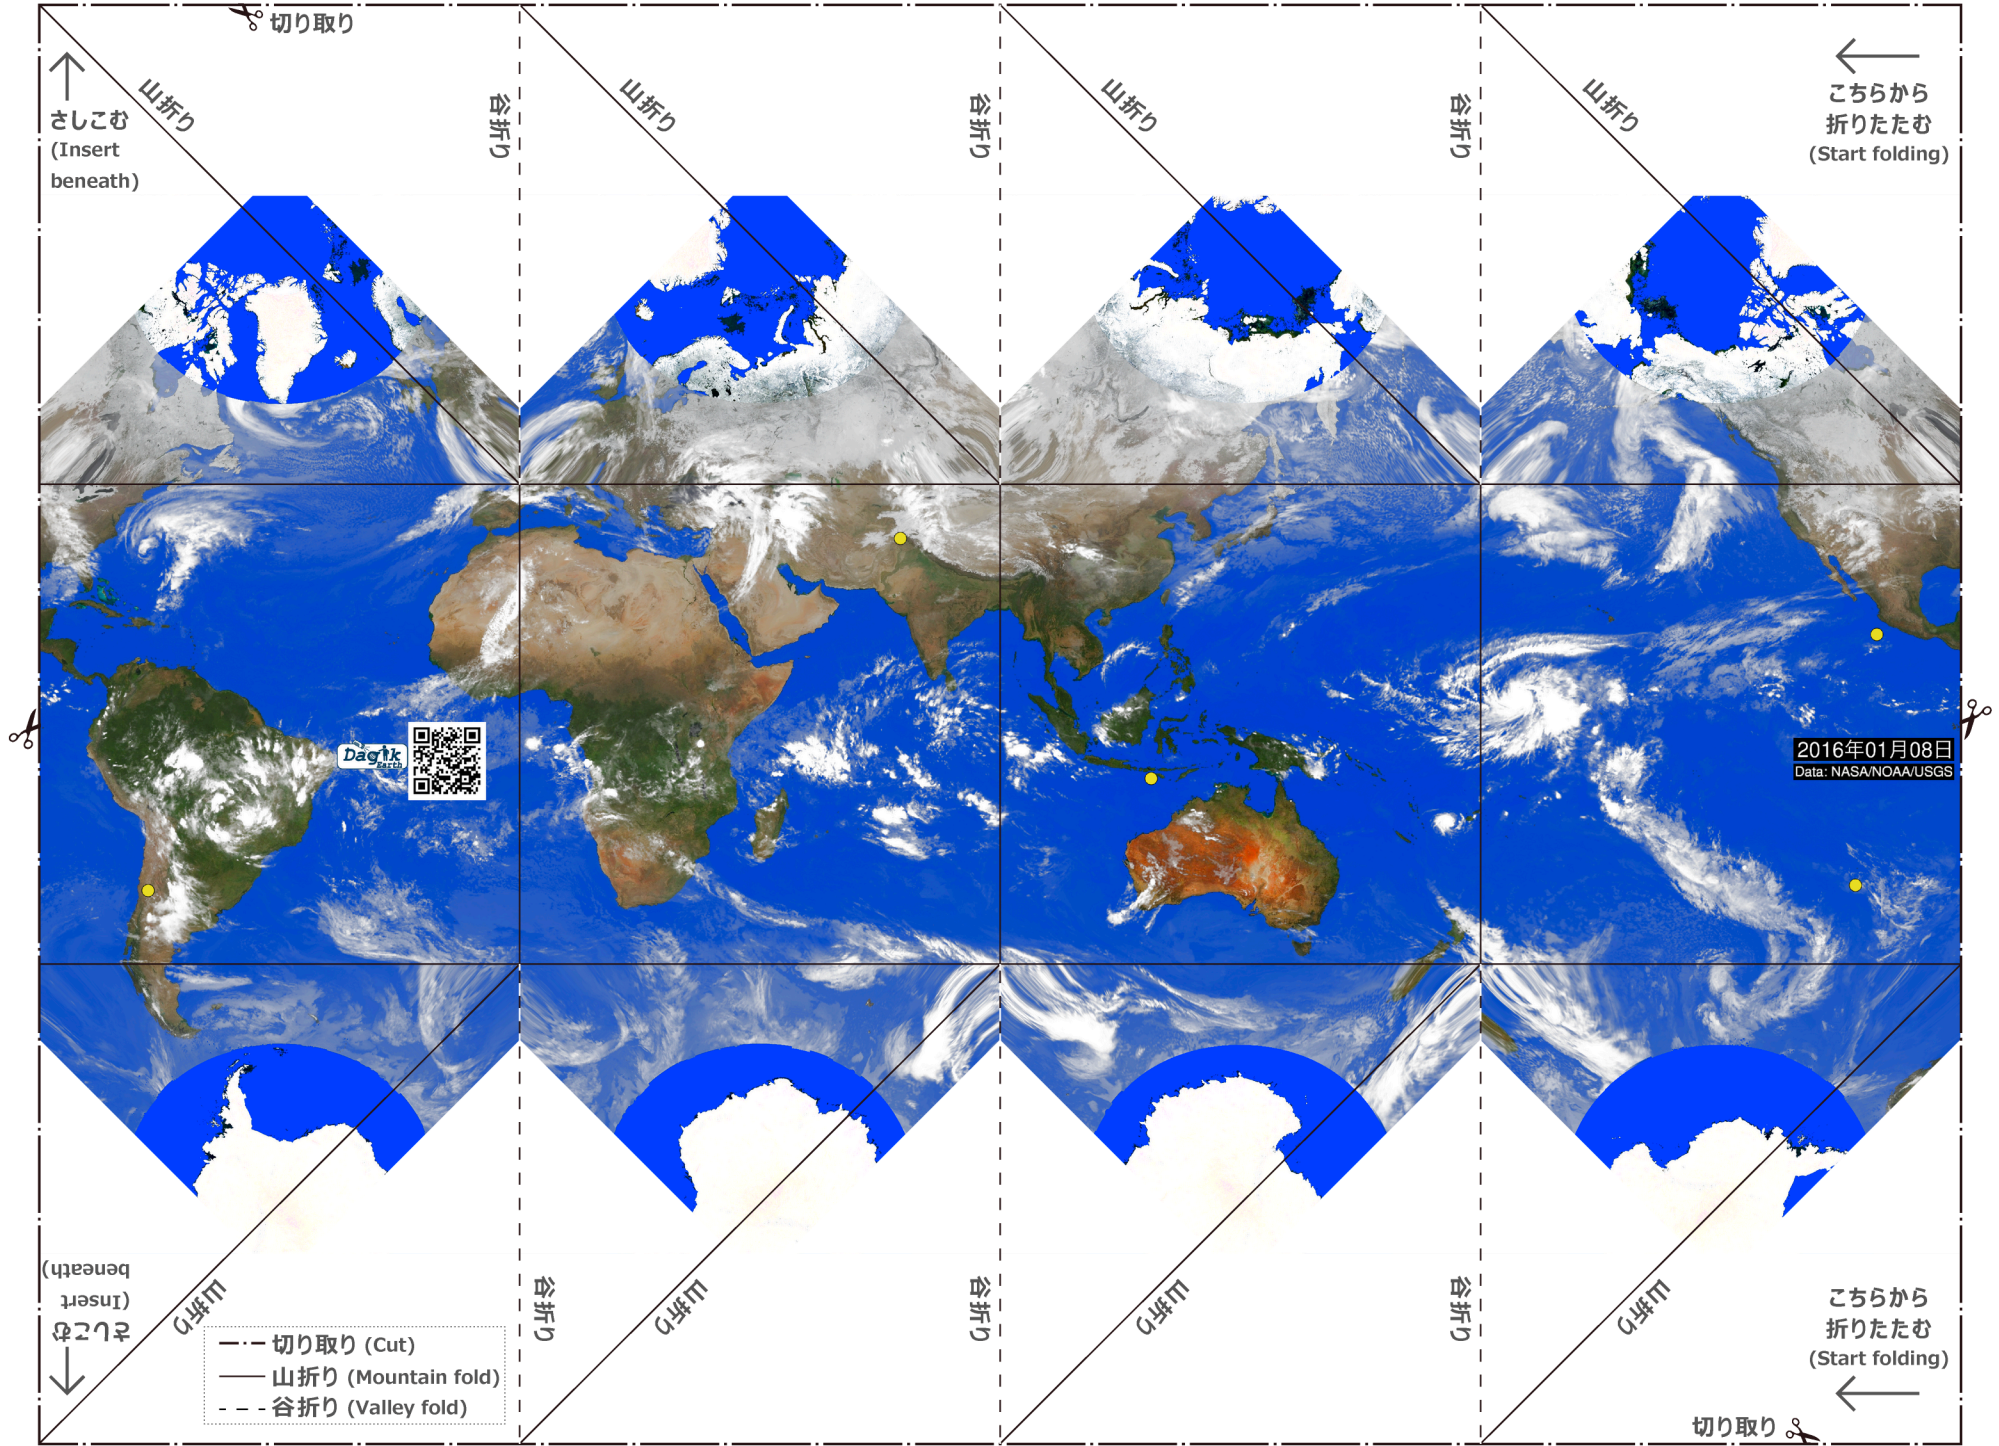 切り取り
さしこむ
(Insert
beneath)
山折り
谷折り
山折り
谷折り
山折り
谷折り
山折り
こちらから
折りたたむ
(Start folding)
Dagik
Earth
2016年01月08日
Data: NASA/NOAA/USGS
さしこむ
(Insert
beneath)
山折り
谷折り
山折り
谷折り
山折り
谷折り
山折り
こちらから
折りたたむ
(Start folding)
切り取り (Cut)
山折り (Mountain fold)
谷折り (Valley fold)
切り取り